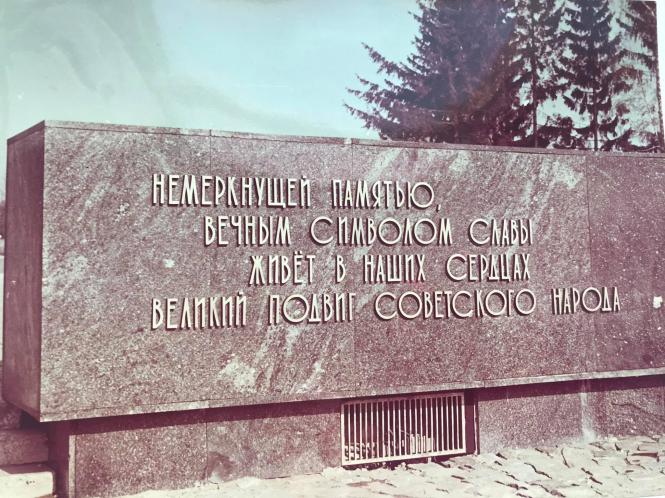 НЕМЕРКНУЩЕЙ ПАМЯТЬЮ,
ВЕЧНЫМ СИМВОЛОМ СЛАВЫ
ЖИВЁТ В НАШИХ СЕРДЦАХ
ВЕЛИКИЙ ПОДВИГ СОВЕТСКОГО НАРОДА